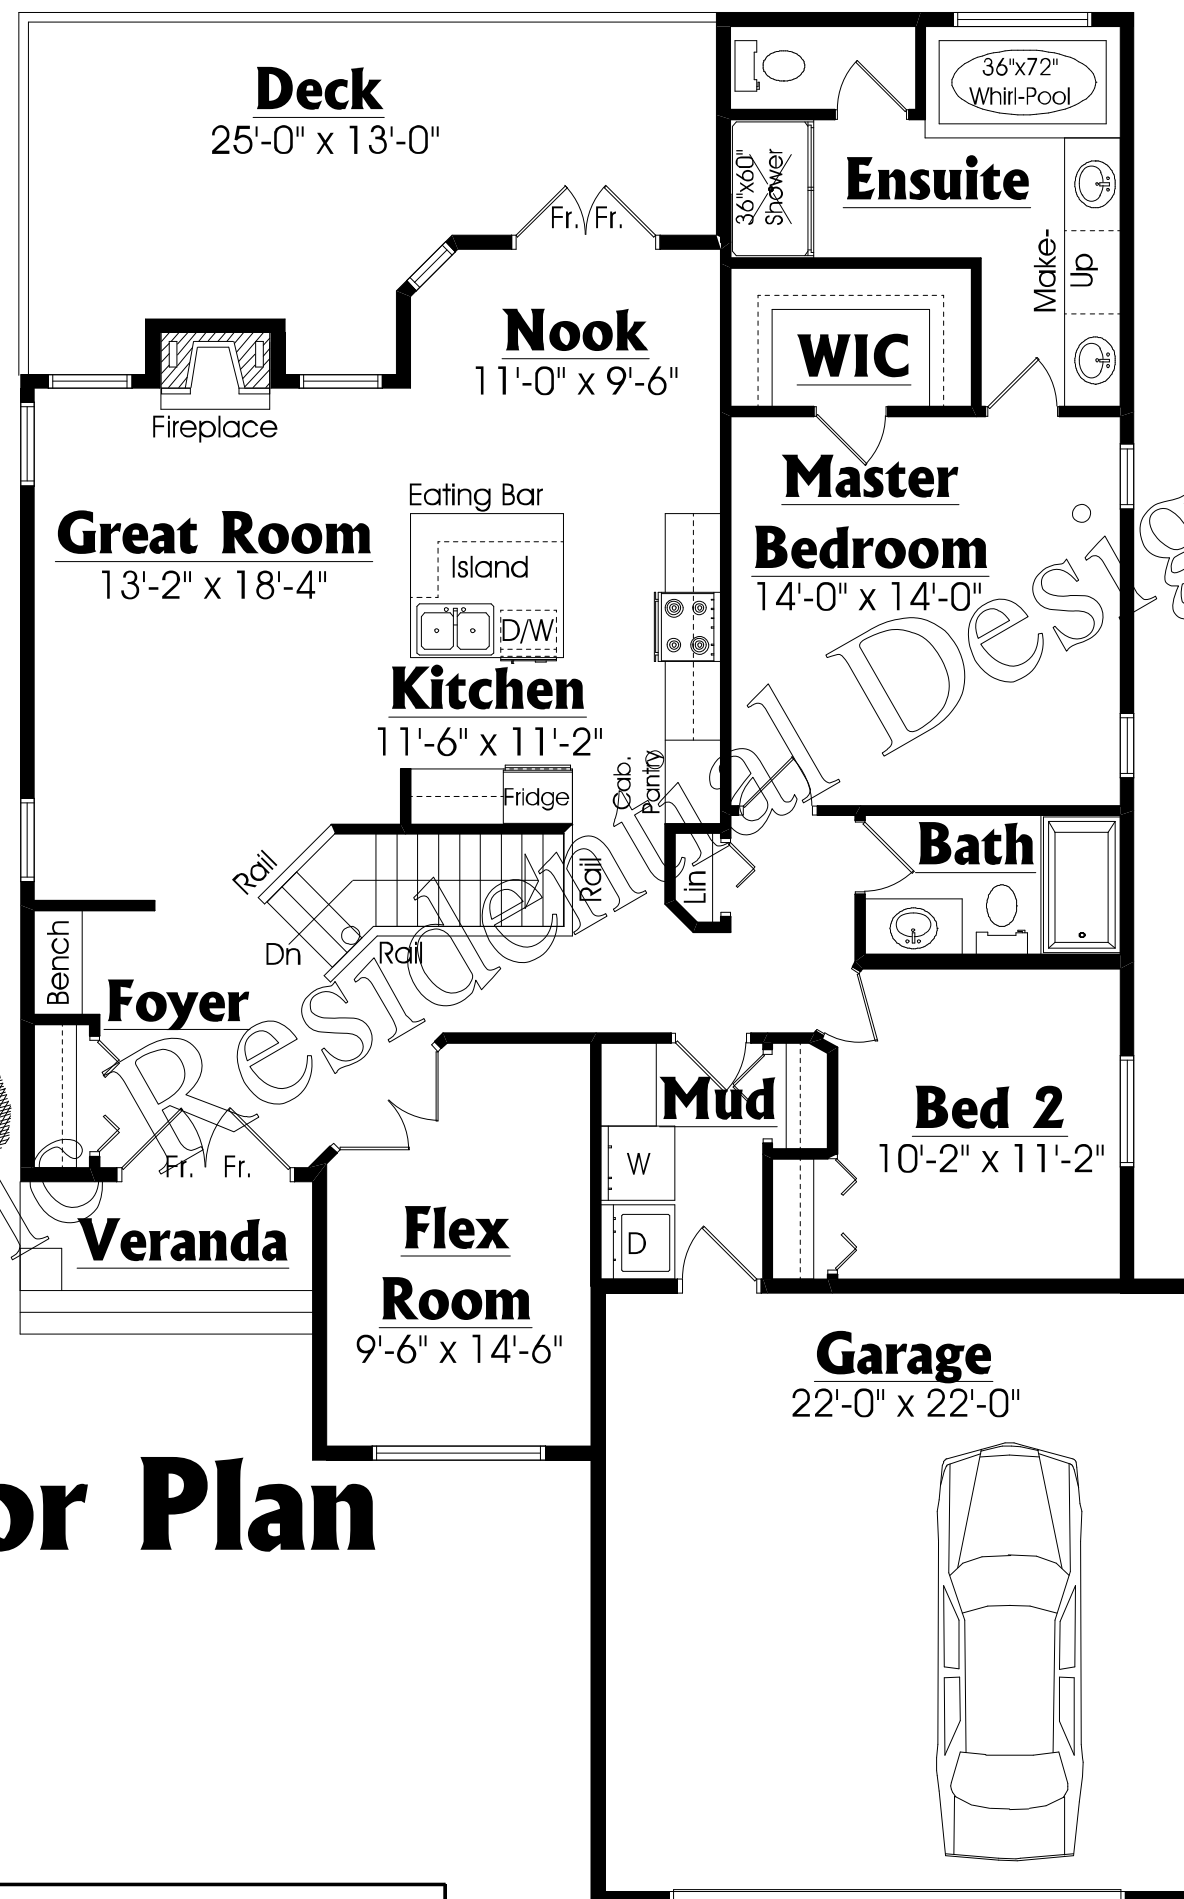 Deck
25'-0" x 13'-0"
36"x72"
Whirl-Pool
36"x60"
Shower
Ensuite
Make-
Up
Fr. Fr.
Nook
11'-0" x 9'-6"
WIC
Fireplace
Master
Bedroom
14'-0" x 14'-0"
Eating Bar
Island
D/W
Great Room
13'-2" x 18'-4"
Kitchen
11'-6" x 11'-2"
Fridge
Cab.
Pantry
Rail
Rail
Rail
Dn
Lin
Bath
Bench
Foyer
Mud
W
D
Bed 2
10'-2" x 11'-2"
Fr. Fr.
Veranda
Flex
Room
9'-6" x 14'-6"
Garage
22'-0" x 22'-0"
Plan
Residential